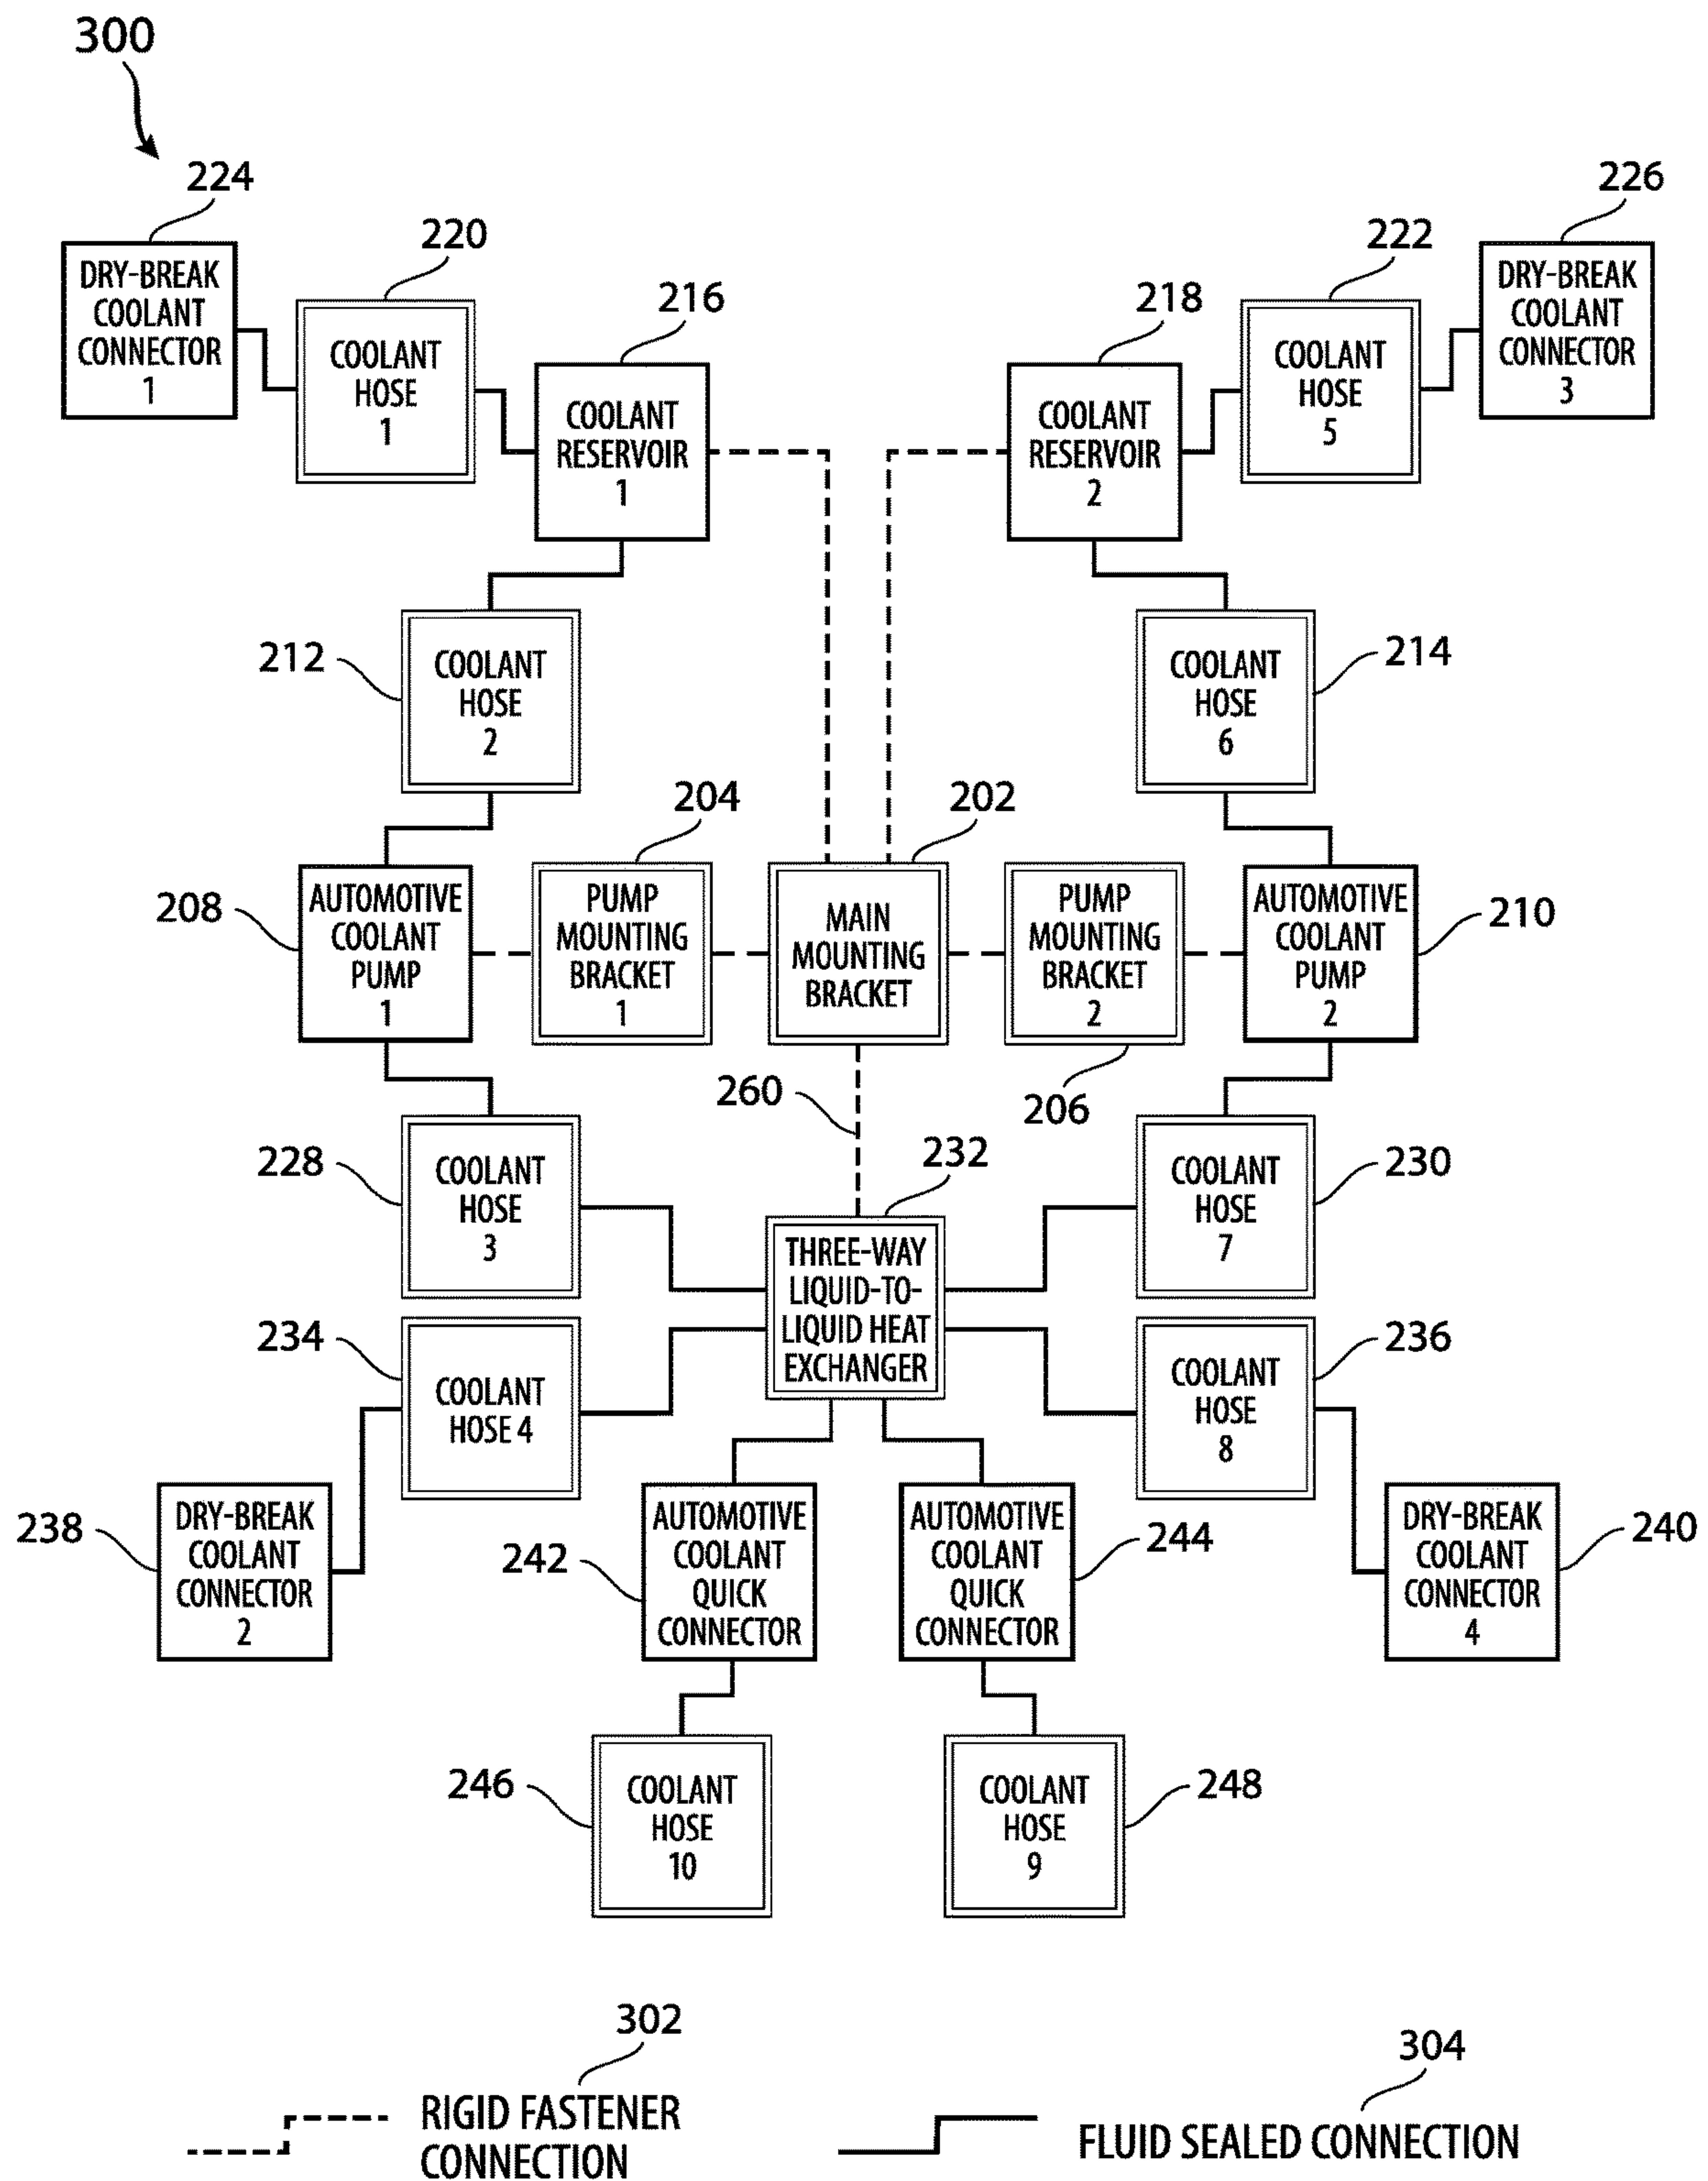 300
224
226
220
222
DRY-BREAK
COOLANT
CONNECTOR
1
COOLANT
HOSE
1
216
218
COOLANT
HOSE
5
DRY-BREAK
COOLANT
CONNECTOR
3
COOLANT
RESERVOIR
1
COOLANT
RESERVOIR
2
212
COOLANT
HOSE
2
COOLANT
HOSE
6
214
204
202
208
AUTOMOTIVE
COOLANT
PUMP
1
PUMP
MOUNTING
BRACKET
1
MAIN
MOUNTING
BRACKET
PUMP
MOUNTING
BRACKET
2
AUTOMOTIVE
COOLANT
PUMP
2
210
260
206
228
COOLANT
HOSE
3
232
COOLANT
HOSE
7
230
THREE-WAY
LIQUID-TO-
LIQUID HEAT
EXCHANGER
234
COOLANT
HOSE 4
COOLANT
HOSE
8
236
238
DRY-BREAK
COOLANT
CONNECTOR
2
242
AUTOMOTIVE
COOLANT
QUICK
CONNECTOR
AUTOMOTIVE
COOLANT
QUICK
CONNECTOR
244
DRY-BREAK
COOLANT
CONNECTOR
4
240
246
COOLANT
HOSE
10
COOLANT
HOSE
9
248
302
RIGID FASTENER
CONNECTION
304
FLUID SEALED CONNECTION